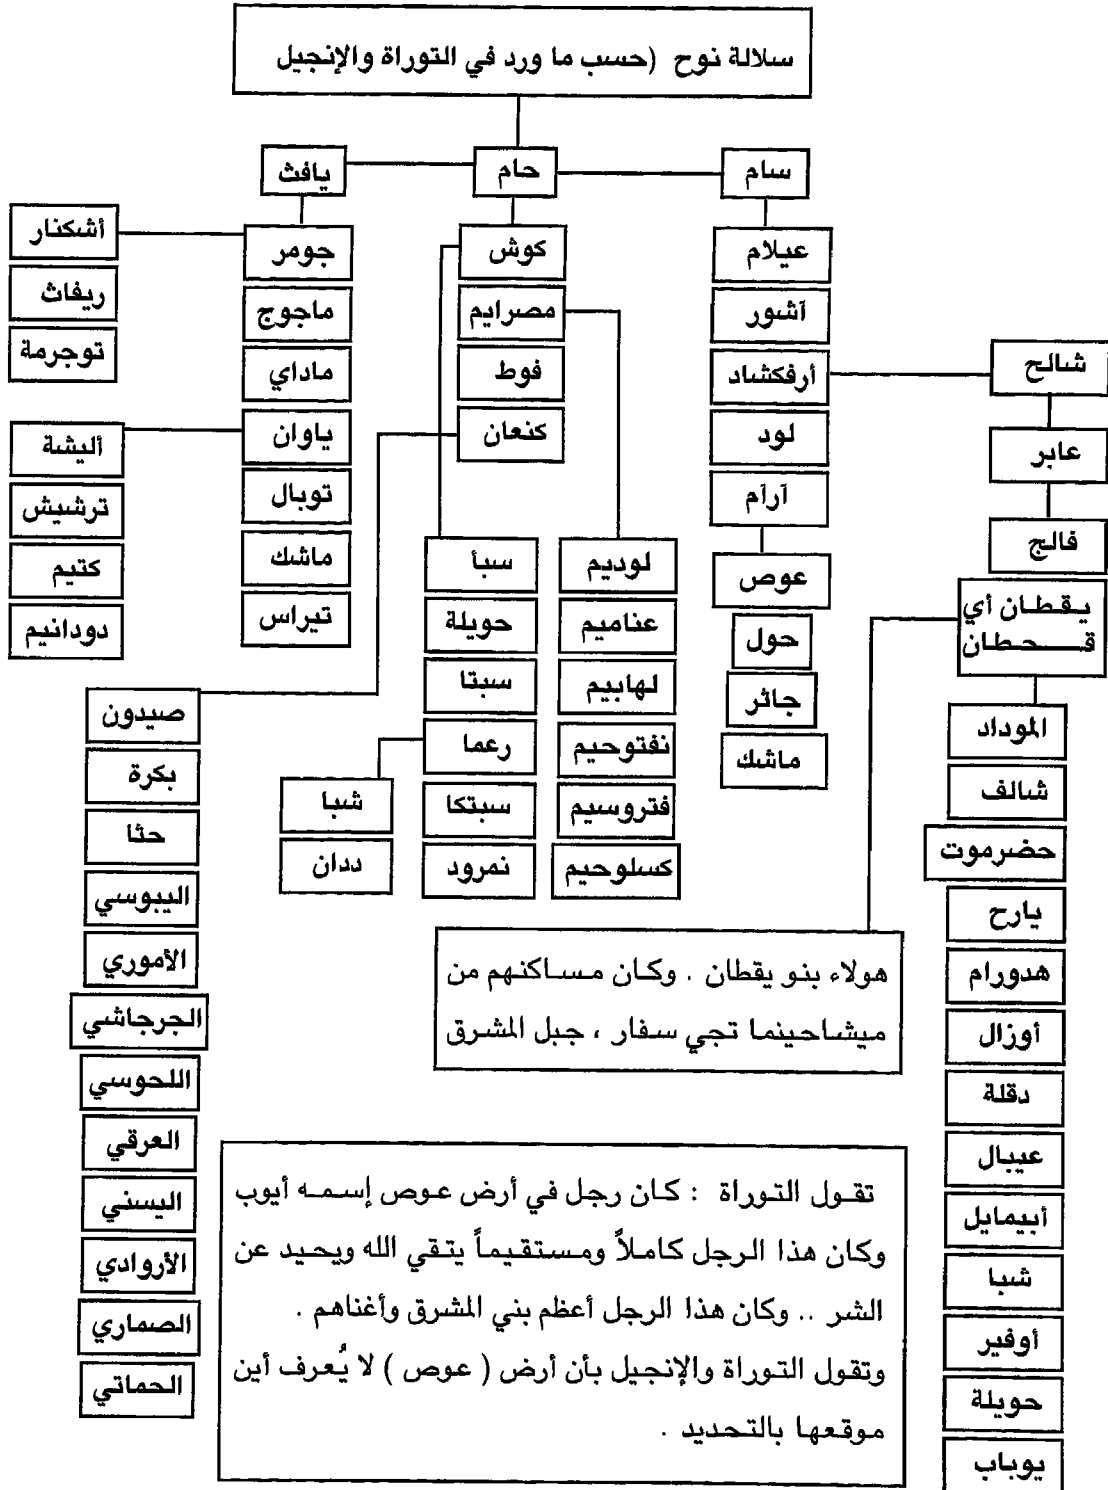 سلالة نوح (حسب ما ورد في التوراة والإنجيل
سام
حام
يافث
عيلام
آشور
أرفكشاد
لود
آرآم
عوص
حول
جاثر
ماشك
شالح
عابر
فالج
يقطان أي
قحطان
الموداد
شالف
حضرموت
يارح
هدورام
أوزال
دقلة
عيبال
أبيمايل
شبا
أوفير
حويلة
يوباب
كوش
مصرايم
فوط
كنعان
لوديم
عناميم
لهابيم
نفتوحيم
فتروسيم
كسلوحيم
سبأ
حويلة
سبتا
رعما
سبتكا
نمرود
شبا
ددان
جومر
ماجوج
ماداي
ياوان
توبال
ماشك
تيراس
أشكنار
ريفاث
توجرمة
أليشة
ترشيش
كتيم
دودانيم
صيدون
بكرة
حثا
اليبوسي
الأموري
الجرجاشي
اللحوسي
العرقي
اليسني
الأروادي
الصماري
الحماتي
هولاء بنو يقطان . وكان مساكنهم من
ميشاحينما تجي سفار ، جبل المشرق
تقول التوراة : كان رجل في أرض عوص إسمه أيوب
وكان هذا الرجل كاملاً ومستقيماً يتقي الله ويحيد عن
الشر .. وكان هذا الرجل أعظم بني المشرق وأغناهم .
وتقول التوراة والإنجيل بأن أرض ( عوص ) لا يُعرف أين
موقعها بالتحديد .